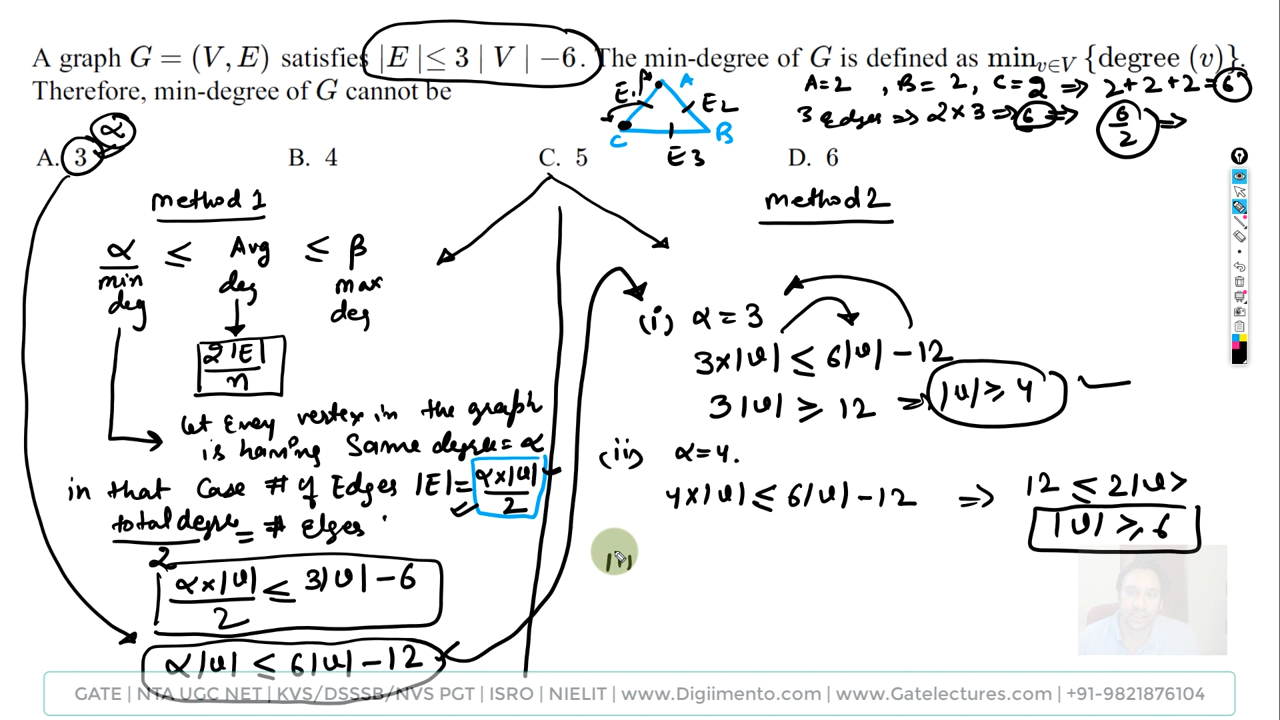 A graph G = (V, E) satisfies |E| ≤ 3 | V | −6. The min-degree of G is defined as min_{v∈V} {degree (v)}.
Therefore, min-degree of G cannot be
A=2 , B= 2, C=2 ⇒ 2+2+2=6
3 Edges ⇒ 2×3 ⇒ 6 ⇒ 6/2 ⇒
A
E1
E2
C
B
E3
α
A. 3
B. 4
C. 5
D. 6
method 1
α ≤ Avg ≤ β
min deg
deg
max deg
2|E|/n
let Every vertex in the graph
is having Same degree = α
in that Case # of Edges |E| = α×|V|/2
total degree/2 = # Edges
α×|V|/2 ≤ 3|V| − 6
α|V| ≤ 6|V| − 12
method 2
(i) α = 3
3×|V| ≤ 6|V| − 12
3|V| ≥ 12 ⇒ |V| ≥ 4
(ii) α=4.
4×|V| ≤ 6|V| − 12 ⇒ 12 ≤ 2|V|
|V| ≥ 6
GATE | NTA UGC NET | KVS/DSSSB/NVS PGT | ISRO | NIELIT | www.Digiimento.com | www.Gatelectures.com | +91-9821876104